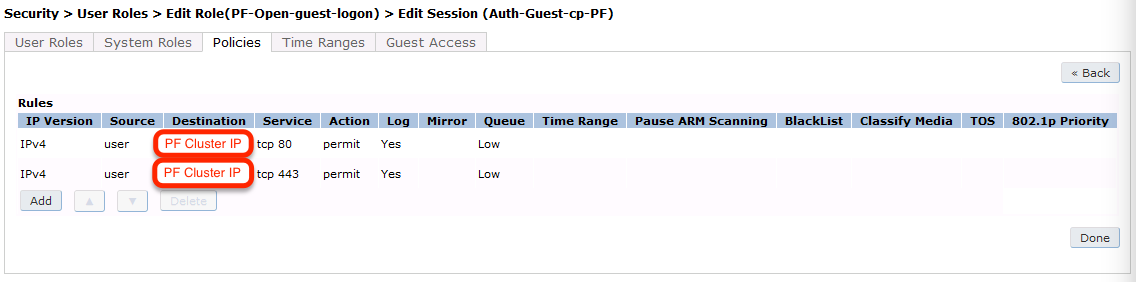 Security > User Roles > Edit Role(PF-Open-guest-logon) > Edit Session (Auth-Guest-cp-PF)
User Roles System Roles Policies Time Ranges Guest Access
« Back
Rules
IP Version Source Destination Service Action Log Mirror Queue Time Range Pause ARM Scanning BlackList Classify Media TOS 802.1p Priority
IPv4 user PF Cluster IP tcp 80 permit Yes Low
IPv4 user PF Cluster IP tcp 443 permit Yes Low
Add ▲ ▼ Delete
Done